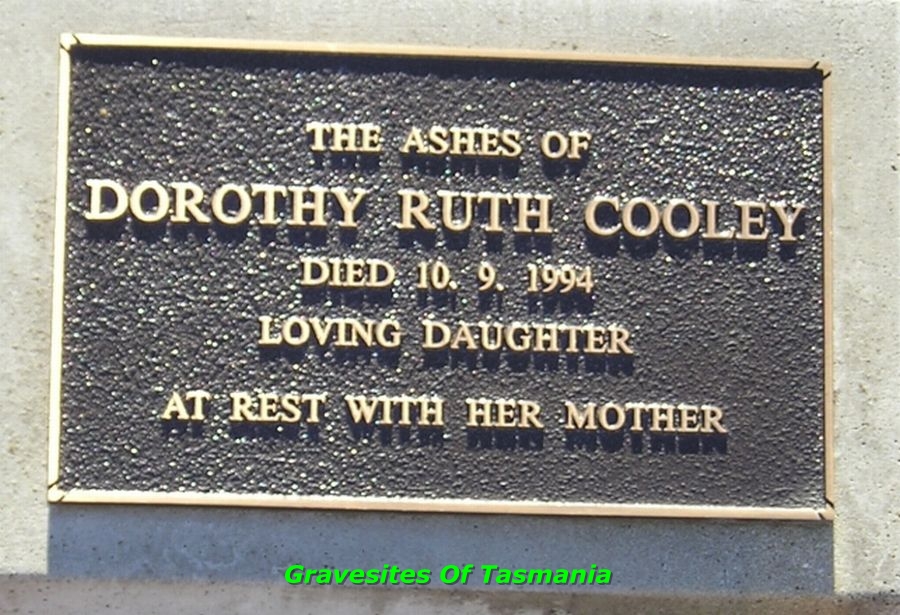 THE ASHES OF
DOROTHY RUTH COOLEY
DIED 10. 9. 1994
LOVING DAUGHTER
AT REST WITH HER MOTHER
Gravesites Of Tasmania